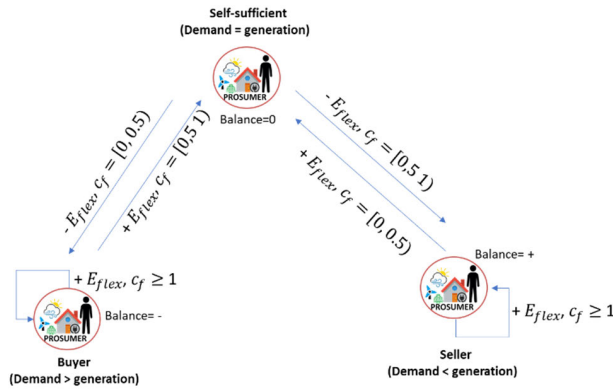 Self-sufficient
(Demand = generation)
PROSUMER
Balance=0
- E_flex, c_f = [0, 0.5)
+ E_flex, c_f = [0,5 1)
- E_flex, c_f = [0,5 1)
+ E_flex, c_f = [0, 0.5)
+ E_flex, c_f ≥ 1
PROSUMER
Balance= -
Buyer
(Demand > generation)
Balance= +
PROSUMER
+ E_flex, c_f ≥ 1
Seller
(Demand < generation)